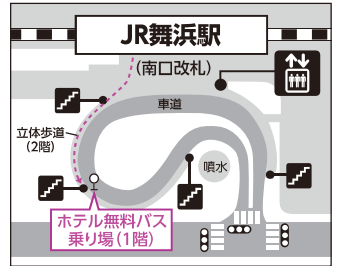 JR舞浜駅
(南口改札)
車道
立体歩道
(2階)
噴水
ホテル無料バス
乗り場(1階)